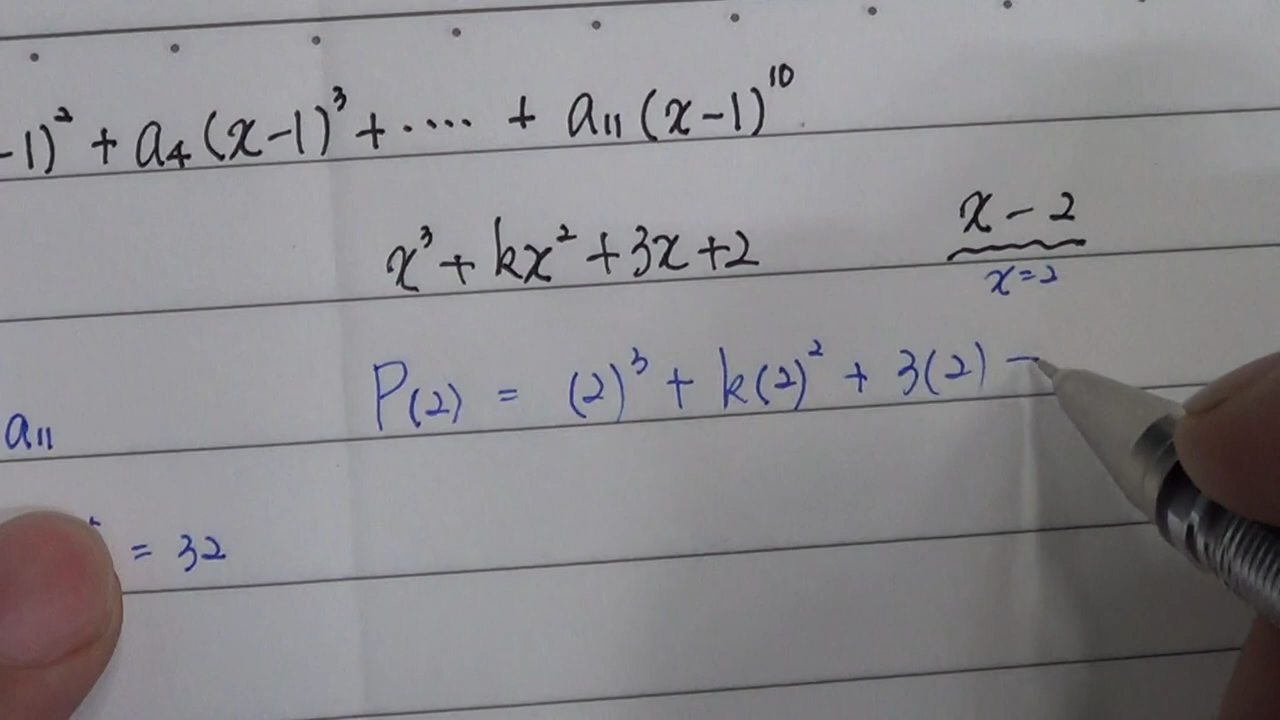 -1)² + a₄(x-1)³ + ..... + a₁₁(x-1)¹⁰
x³ + kx² + 3x + 2 x - 2
x=2
P(2) = (2)³ + k(2)² + 3(2) -
a₁₁
= 32